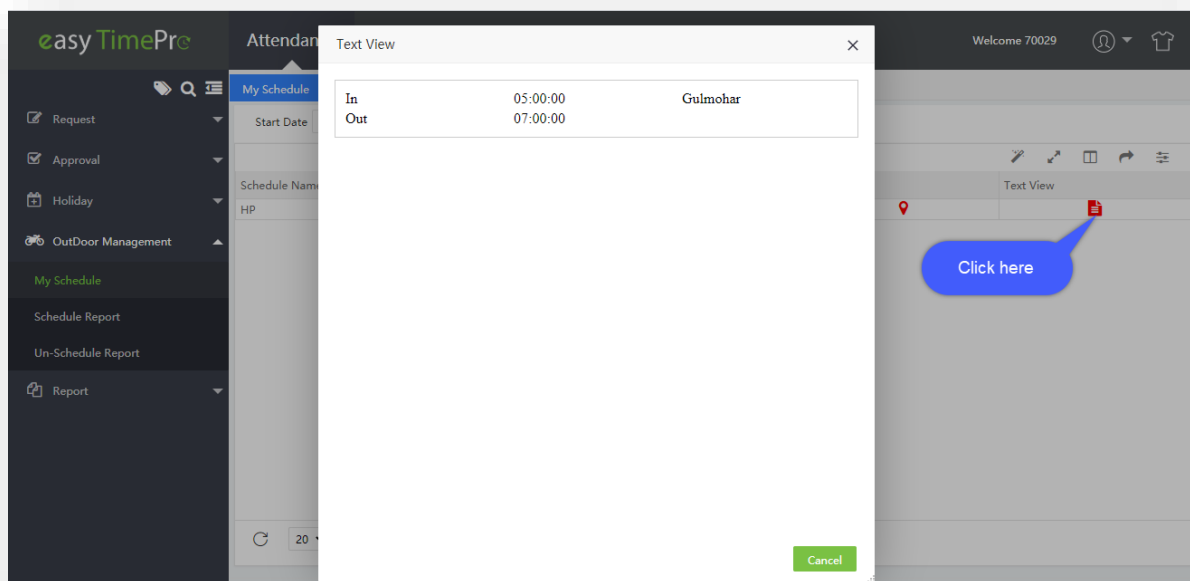 easy TimePro
Attendan
Welcome 70029
Text View
In 05:00:00 Gulmohar
Out 07:00:00
Cancel
Request
Approval
Holiday
OutDoor Management
My Schedule
Schedule Report
Un-Schedule Report
Report
My Schedule
Start Date
Schedule Name
Text View
HP
Click here
20